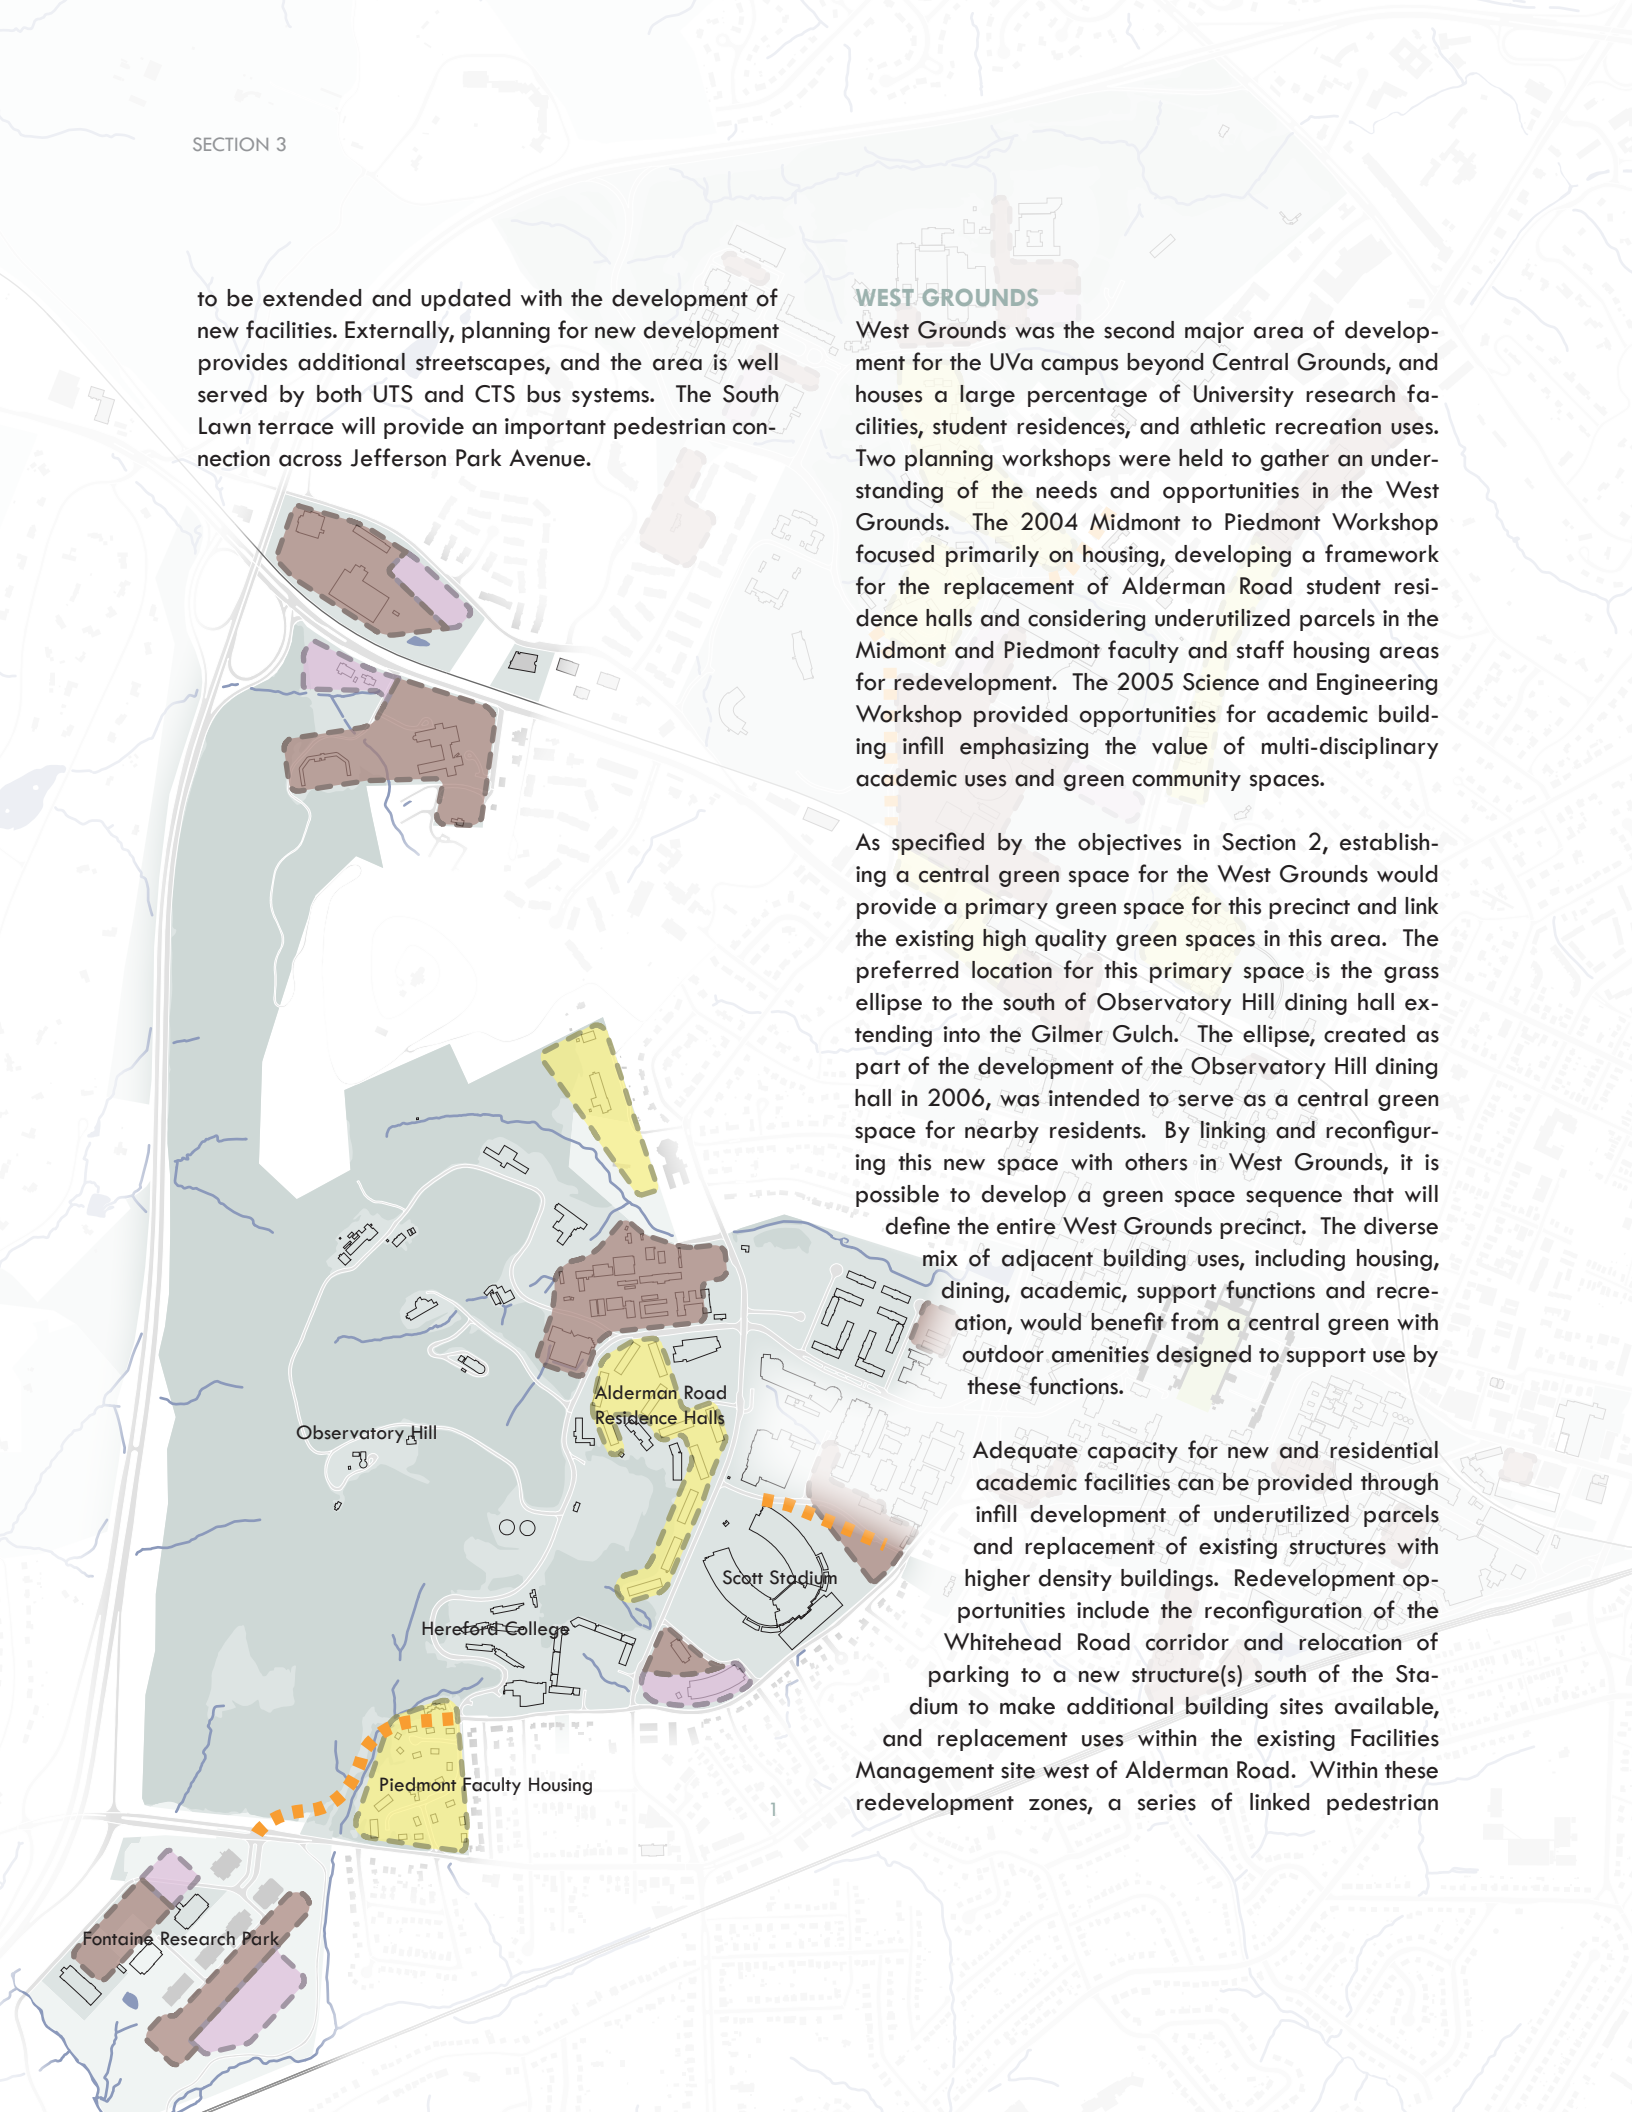 SECTION 3
to be extended and updated with the development of
new facilities. Externally, planning for new development
provides additional streetscapes, and the area is well
served by both UTS and CTS bus systems.  The South
Lawn terrace will provide an important pedestrian con-
nection across Jefferson Park Avenue.
WEST GROUNDS
West Grounds was the second major area of develop-
ment for the UVa campus beyond Central Grounds, and
houses a large percentage of University research fa-
cilities, student residences, and athletic recreation uses.
Two planning workshops were held to gather an under-
standing of the needs and opportunities in the West
Grounds.  The 2004 Midmont to Piedmont Workshop
focused primarily on housing, developing a framework
for the replacement of Alderman Road student resi-
dence halls and considering underutilized parcels in the
Midmont and Piedmont faculty and staff housing areas
for redevelopment.  The 2005 Science and Engineering
Workshop provided opportunities for academic build-
ing infill emphasizing the value of multi-disciplinary
academic uses and green community spaces.
As specified by the objectives in Section 2, establish-
ing a central green space for the West Grounds would
provide a primary green space for this precinct and link
the existing high quality green spaces in this area.  The
preferred location for this primary space is the grass
ellipse to the south of Observatory Hill dining hall ex-
tending into the Gilmer Gulch.  The ellipse, created as
part of the development of the Observatory Hill dining
hall in 2006, was intended to serve as a central green
space for nearby residents.  By linking and reconfigur-
ing this new space with others in West Grounds, it is
possible to develop a green space sequence that will
define the entire West Grounds precinct.  The diverse
mix of adjacent building uses, including housing,
dining, academic, support functions and recre-
ation, would benefit from a central green with
outdoor amenities designed to support use by
these functions.
Adequate capacity for new and residential
academic facilities can be provided through
infill development of underutilized parcels
and replacement of existing structures with
higher density buildings.  Redevelopment op-
portunities include the reconfiguration of the
Whitehead Road corridor and relocation of
parking to a new structure(s) south of the Sta-
dium to make additional building sites available,
and replacement uses within the existing Facilities
Management site west of Alderman Road.  Within these
redevelopment zones, a series of linked pedestrian
Alderman Road
Residence Halls
Observatory Hill
Scott Stadium
Hereford College
Piedmont Faculty Housing
Fontaine Research Park
1